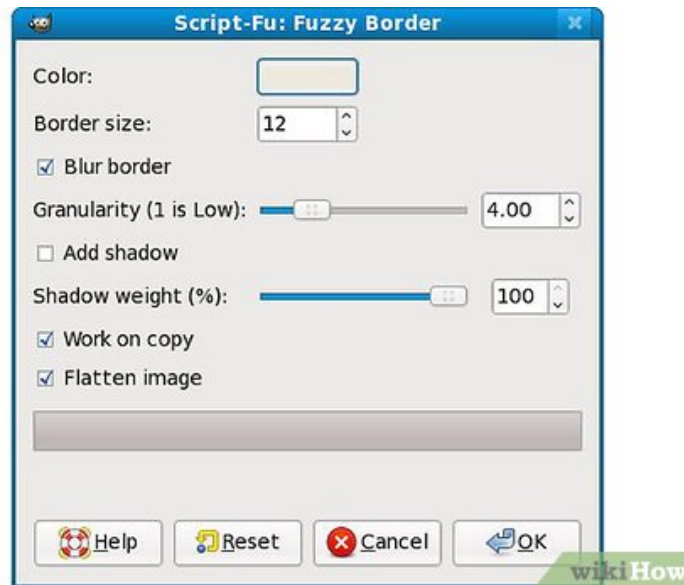 Script-Fu: Fuzzy Border
Color:
Border size: 12
Blur border
Granularity (1 is Low): 4.00
Add shadow
Shadow weight (%): 100
Work on copy
Flatten image
Help Reset Cancel OK
wikiHow